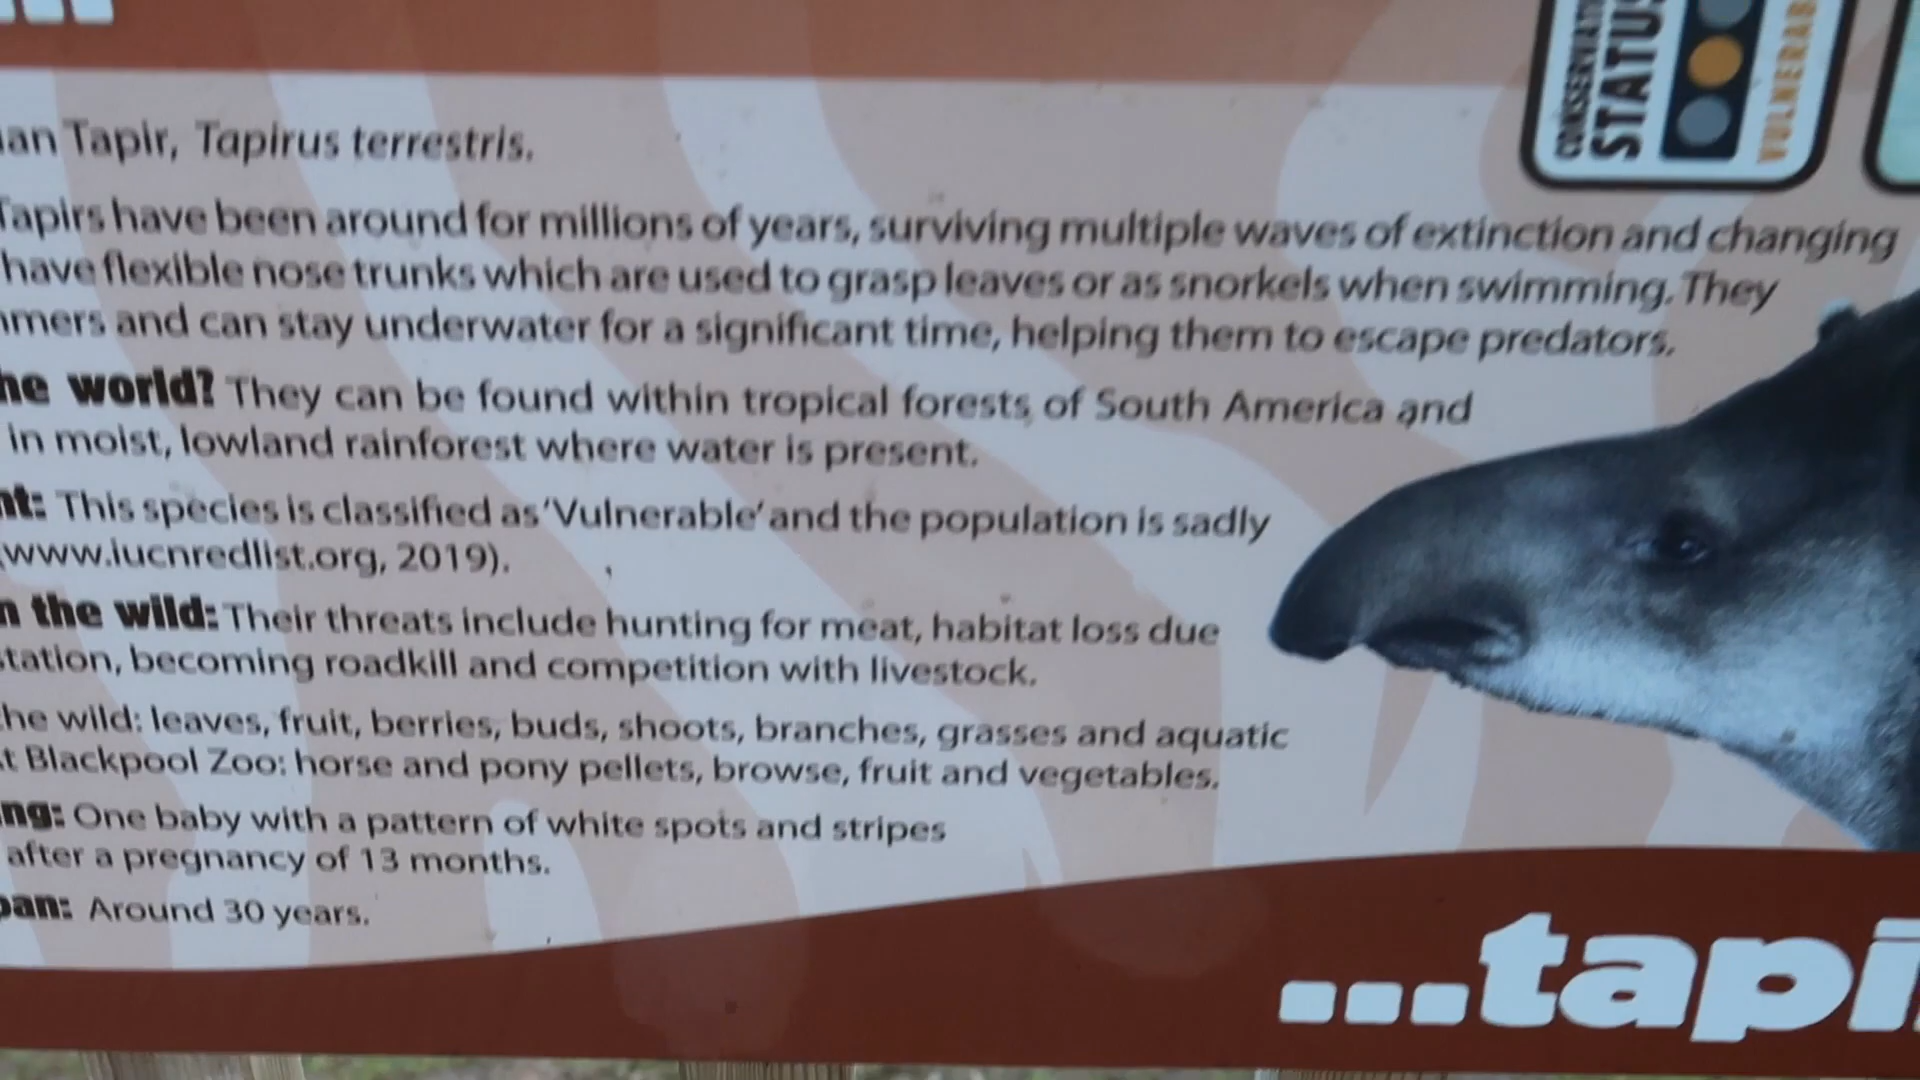 CONSERVATI
STATUS
VULNERAB
an Tapir, Tapirus terrestris.
Tapirs have been around for millions of years, surviving multiple waves of extinction and changing
have flexible nose trunks which are used to grasp leaves or as snorkels when swimming. They
mmers and can stay underwater for a significant time, helping them to escape predators.
he world? They can be found within tropical forests of South America and
in moist, lowland rainforest where water is present.
nt: This species is classified as 'Vulnerable' and the population is sadly
(www.iucnredlist.org, 2019).
n the wild: Their threats include hunting for meat, habitat loss due
tation, becoming roadkill and competition with livestock.
he wild: leaves, fruit, berries, buds, shoots, branches, grasses and aquatic
t Blackpool Zoo: horse and pony pellets, browse, fruit and vegetables.
ng: One baby with a pattern of white spots and stripes
after a pregnancy of 13 months.
pan: Around 30 years.
...tapi